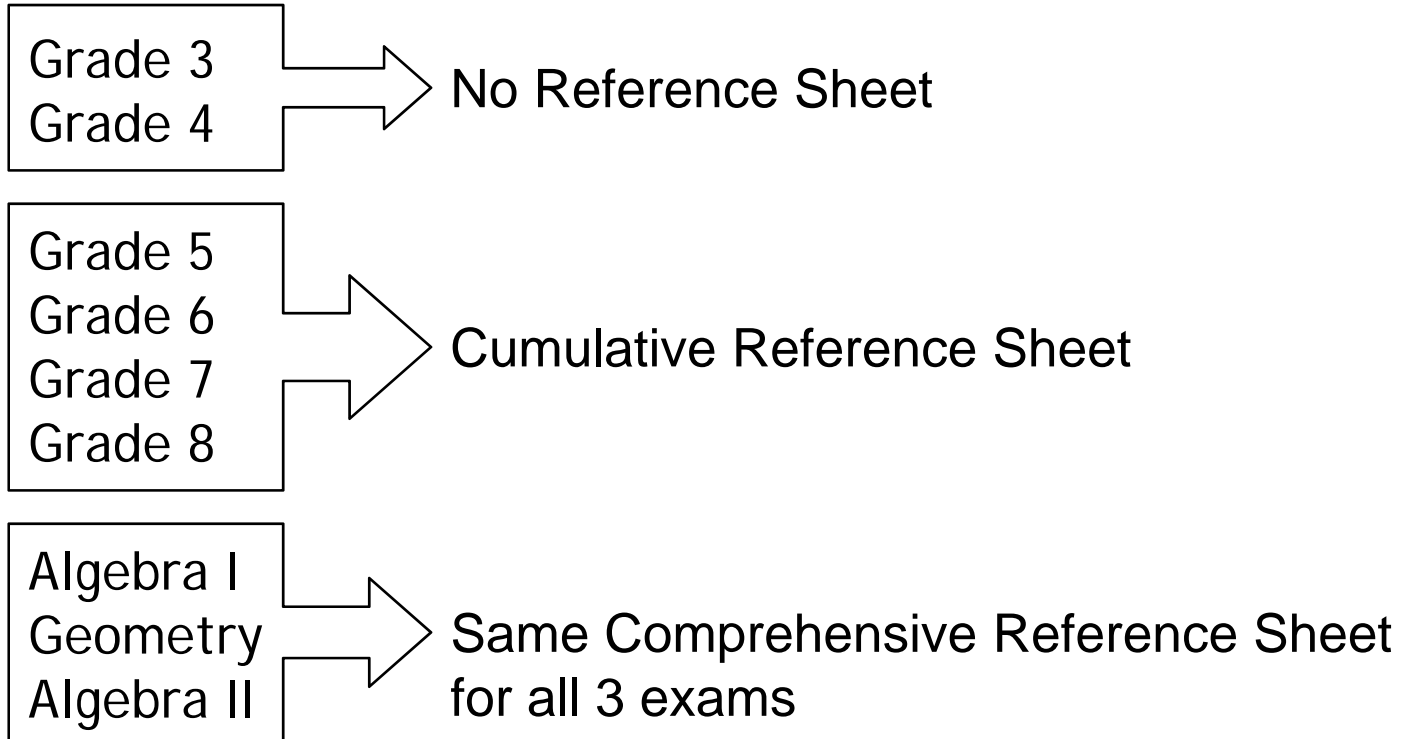 Grade 3
Grade 4
No Reference Sheet
Grade 5
Grade 6
Grade 7
Grade 8
Cumulative Reference Sheet
Algebra I
Geometry
Algebra II
Same Comprehensive Reference Sheet
for all 3 exams